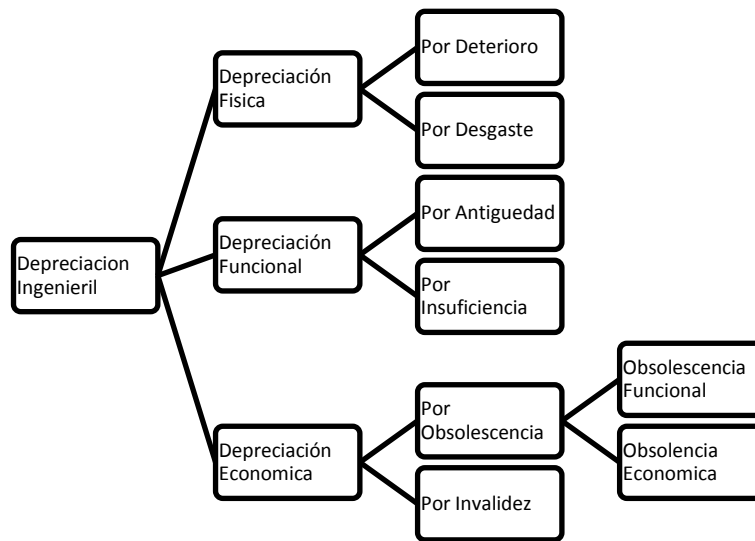 Depreciacion
Ingenieril
Depreciación
Fisica
Por Deterioro
Por Desgaste
Depreciación
Funcional
Por Antiguedad
Por
Insuficiencia
Depreciación
Economica
Por
Obsolescencia
Obsolescencia
Funcional
Obsolencia
Economica
Por Invalidez